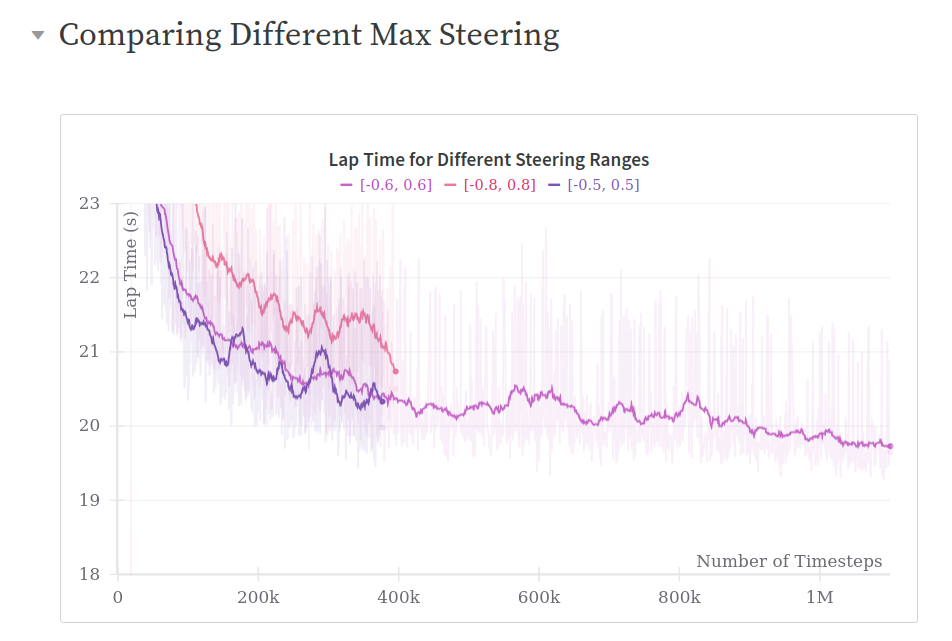 Comparing Different Max Steering
Lap Time for Different Steering Ranges
[-0.6, 0.6] [-0.8, 0.8] [-0.5, 0.5]
Lap Time (s)
23
22
21
20
19
18
Number of Timesteps
0 200k 400k 600k 800k 1M